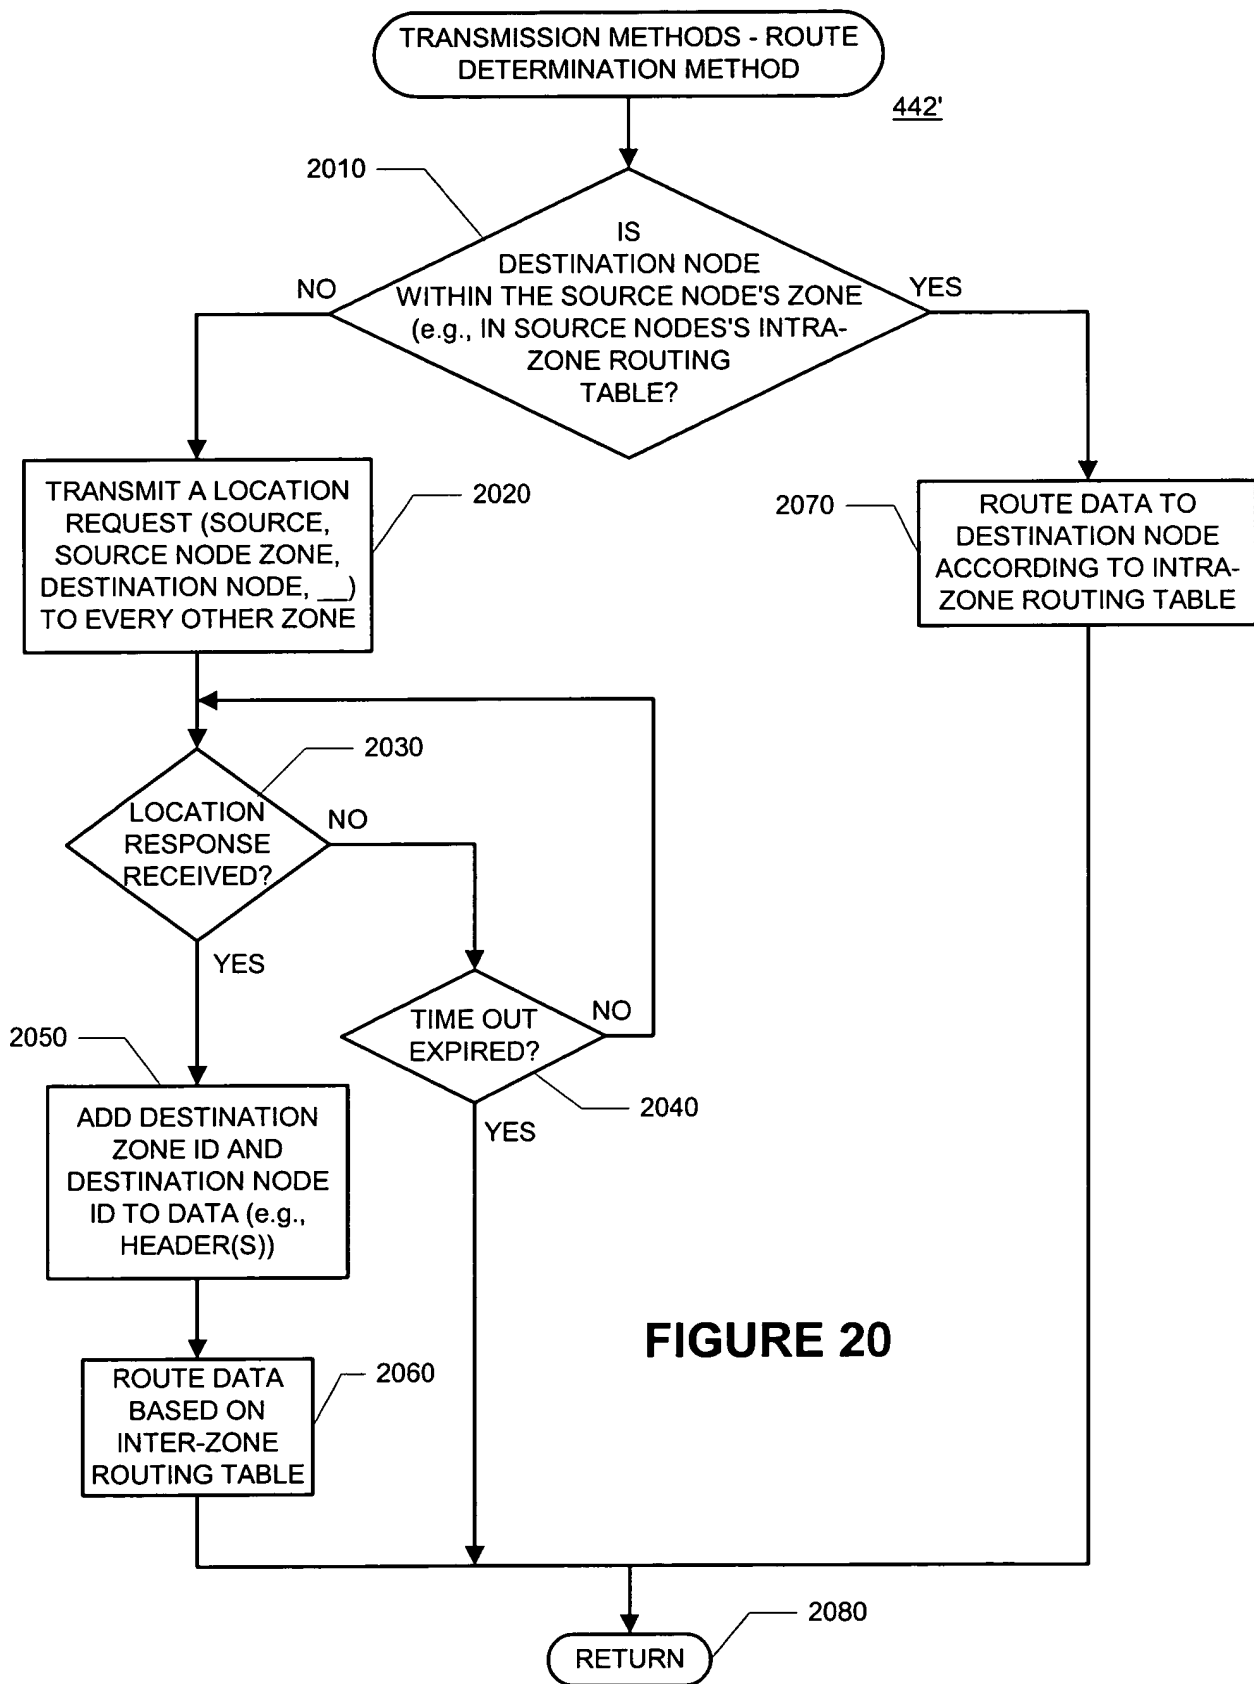 TRANSMISSION METHODS - ROUTE
DETERMINATION METHOD
442'
2010
IS
DESTINATION NODE
WITHIN THE SOURCE NODE'S ZONE
(e.g., IN SOURCE NODES'S INTRA-
ZONE ROUTING
TABLE?
NO
YES
TRANSMIT A LOCATION
REQUEST (SOURCE,
SOURCE NODE ZONE,
DESTINATION NODE, __)
TO EVERY OTHER ZONE
2020
2070
ROUTE DATA TO
DESTINATION NODE
ACCORDING TO INTRA-
ZONE ROUTING TABLE
2030
LOCATION
RESPONSE
RECEIVED?
NO
YES
TIME OUT
EXPIRED?
NO
2040
YES
2050
ADD DESTINATION
ZONE ID AND
DESTINATION NODE
ID TO DATA (e.g.,
HEADER(S))
2060
ROUTE DATA
BASED ON
INTER-ZONE
ROUTING TABLE
FIGURE 20
2080
RETURN